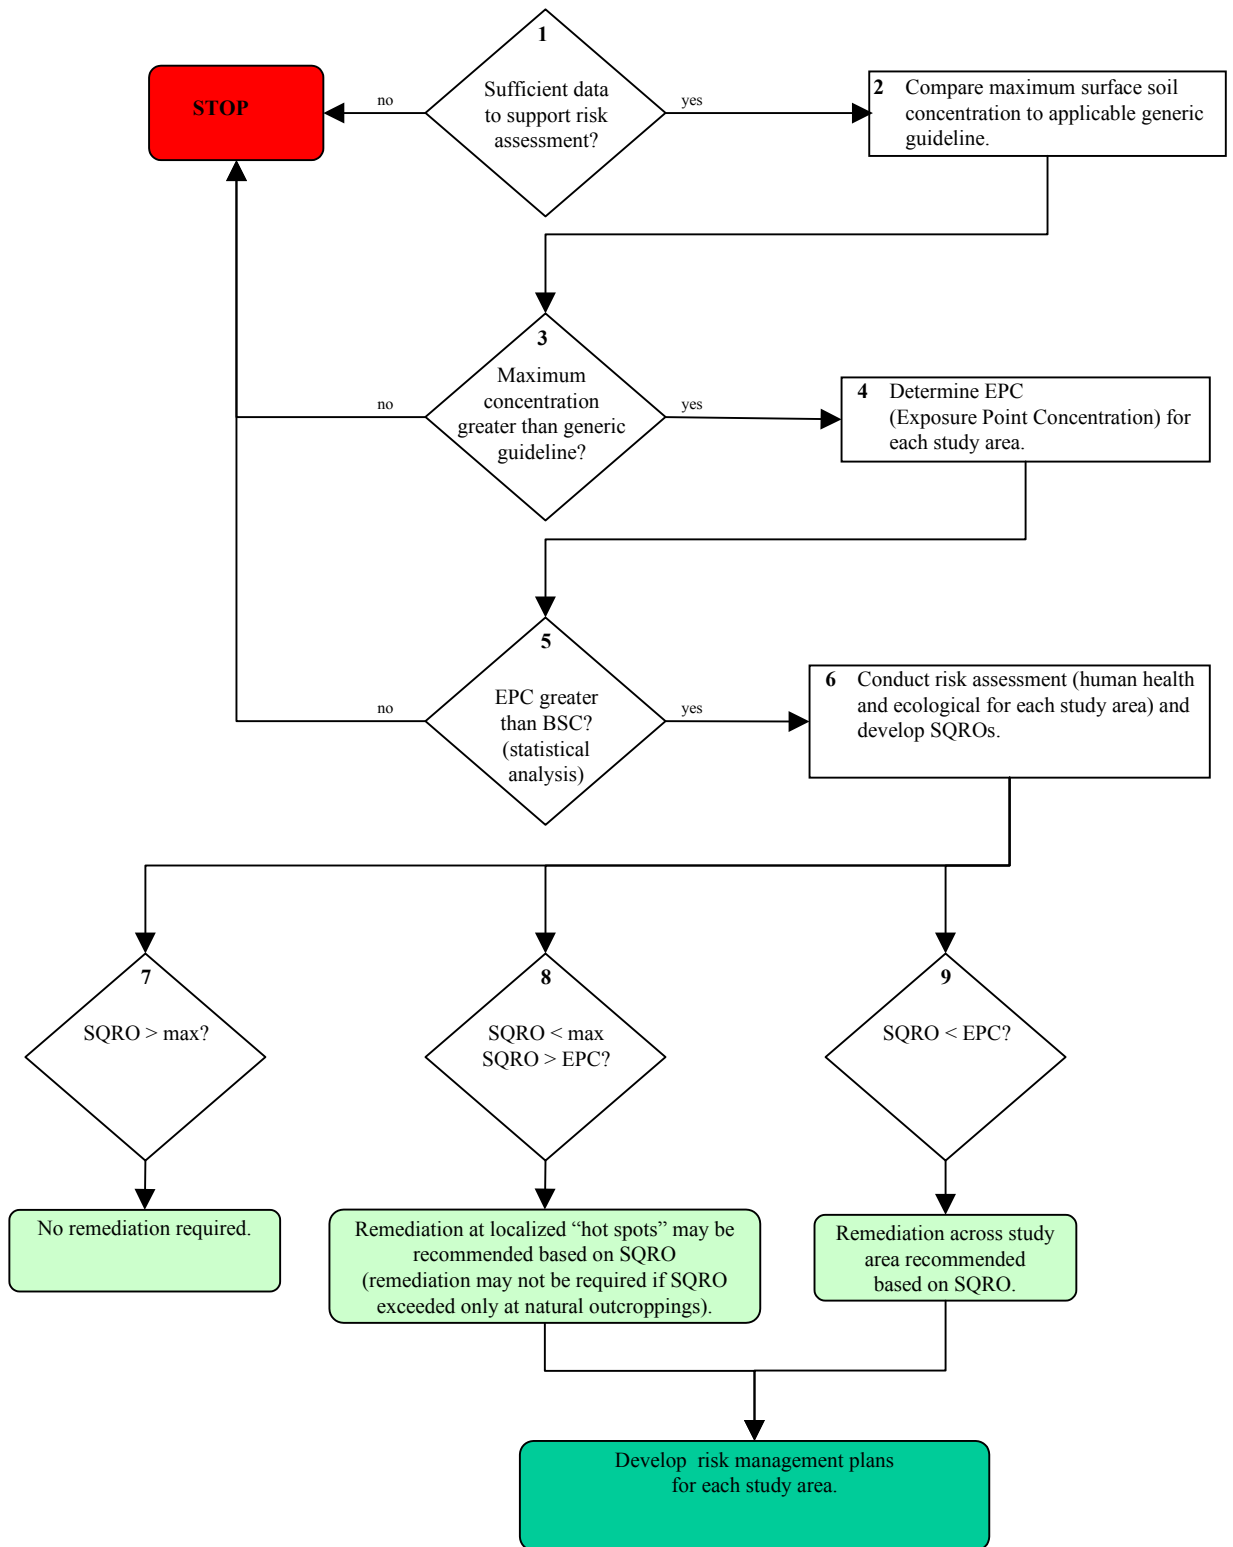 1
Sufficient data
to support risk
assessment?
STOP
no
yes
2 Compare maximum surface soil
concentration to applicable generic
guideline.
3
Maximum
concentration
greater than generic
guideline?
no
yes
4 Determine EPC
(Exposure Point Concentration) for
each study area.
5
EPC greater
than BSC?
(statistical
analysis)
no
yes
6 Conduct risk assessment (human health
and ecological for each study area) and
develop SQROs.
7
SQRO > max?
8
SQRO < max
SQRO > EPC?
9
SQRO < EPC?
No remediation required.
Remediation at localized “hot spots” may be
recommended based on SQRO
(remediation may not be required if SQRO
exceeded only at natural outcroppings).
Remediation across study
area recommended
based on SQRO.
Develop risk management plans
for each study area.